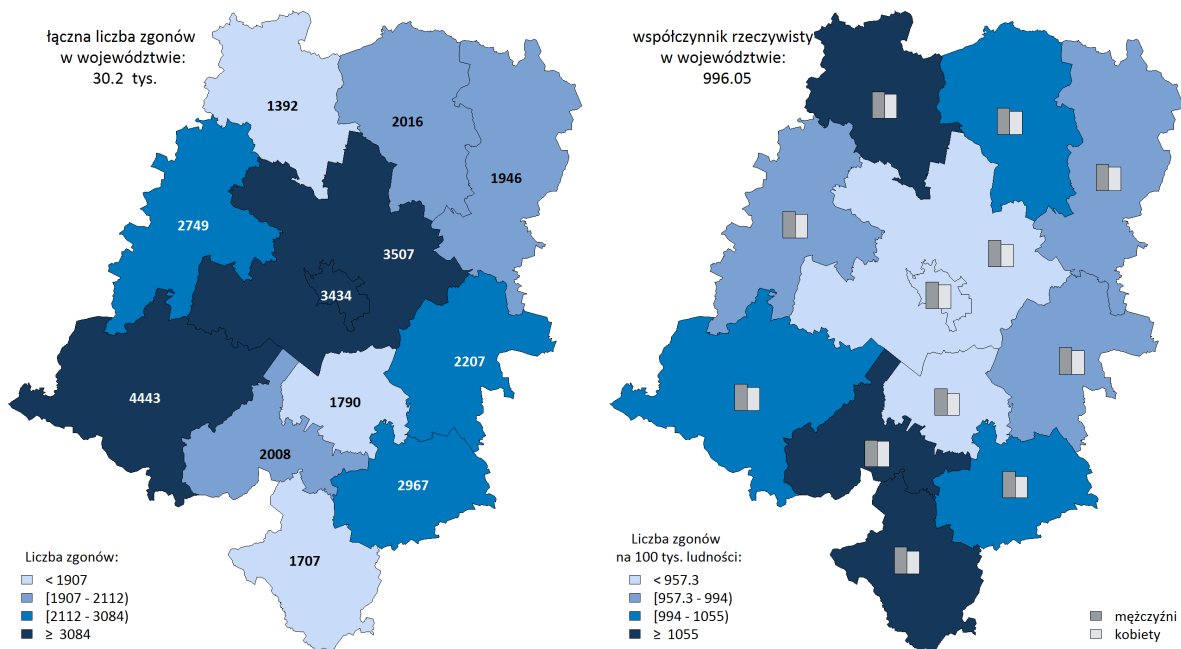 łączna liczba zgonów
w województwie:
30.2 tys.
1392
2016
1946
2749
3507
3434
2207
4443
1790
2008
2967
1707
Liczba zgonów:
< 1907
[1907 - 2112)
[2112 - 3084)
≥ 3084
współczynnik rzeczywisty
w województwie:
996.05
Liczba zgonów
na 100 tys. ludności:
< 957.3
[957.3 - 994)
[994 - 1055)
≥ 1055
mężczyźni
kobiety